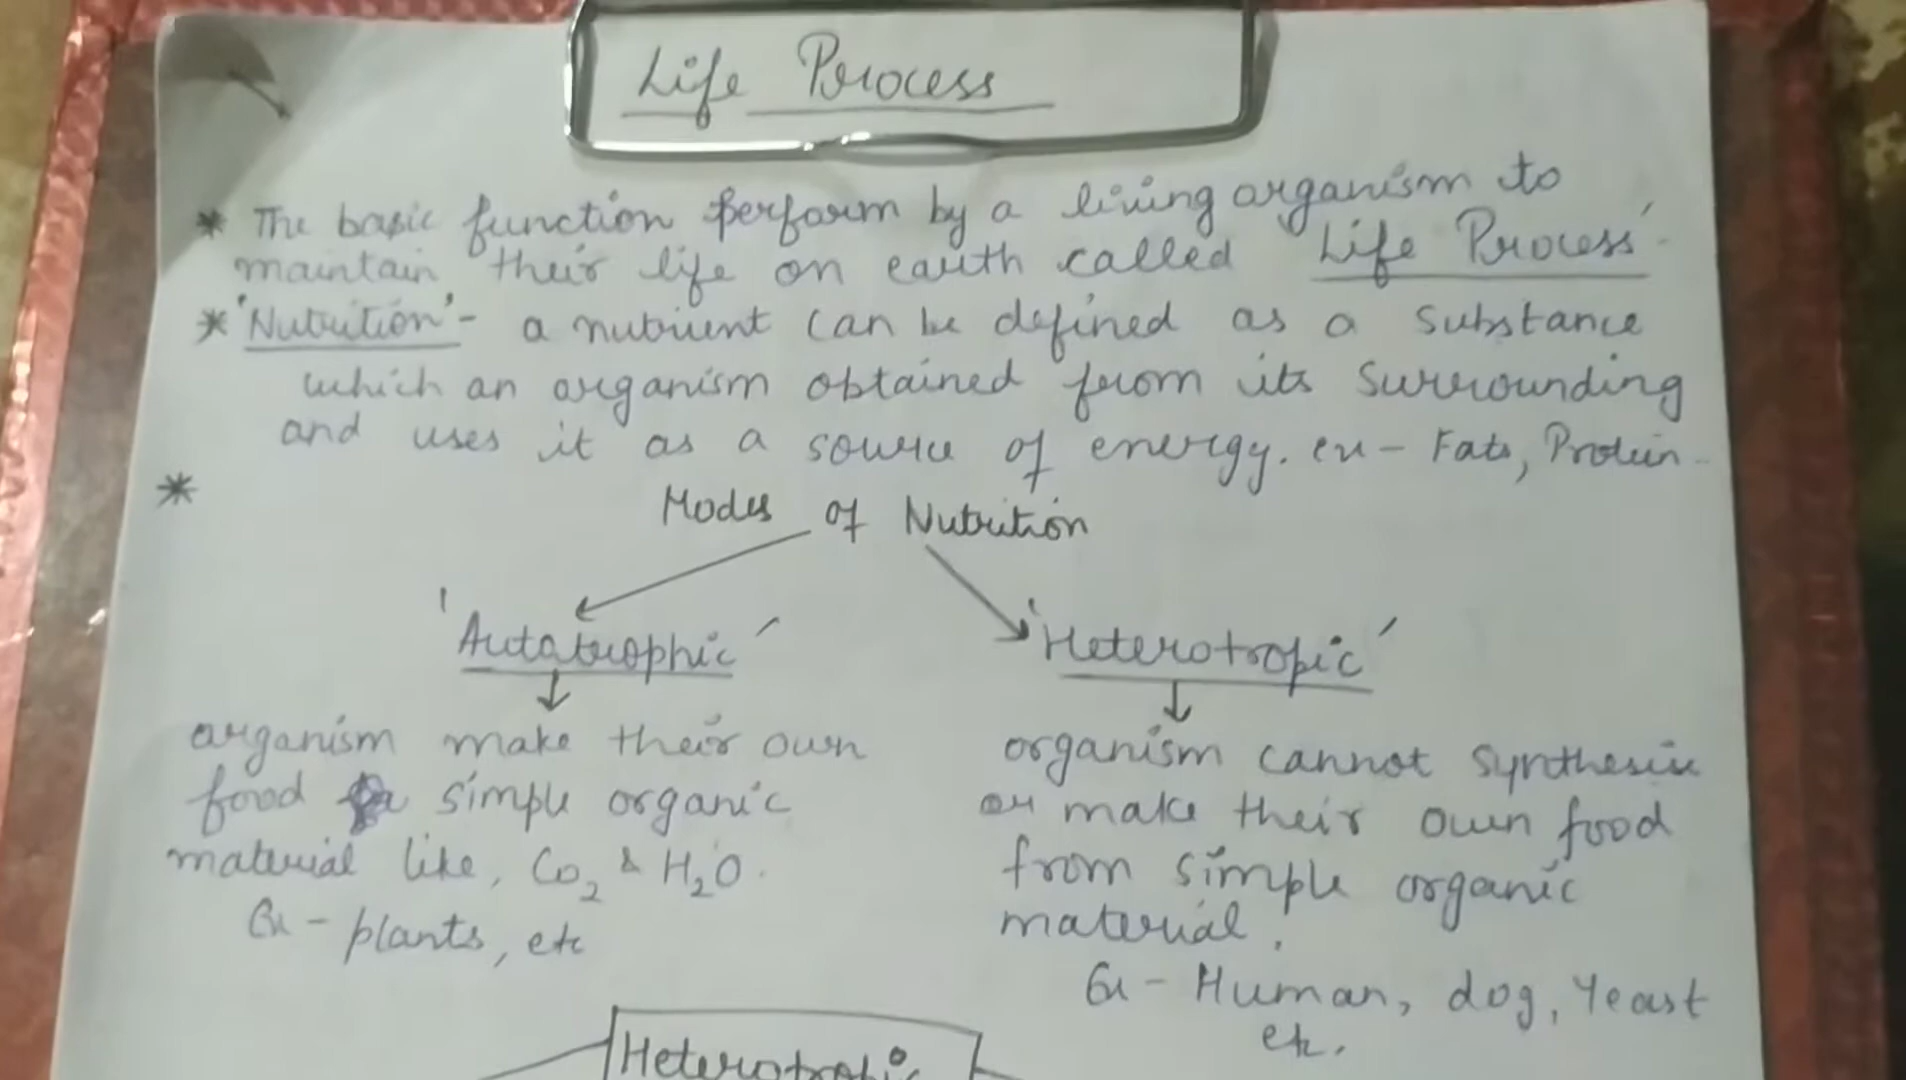 Life Process
* The basic function perform by a living organism to
maintain their life on earth called 'Life Process'
* 'Nutrition' - a nutrient can be defined as a substance
which an organism obtained from its surrounding
and uses it as a source of energy. ex - Fats, Protein
*
Modes of Nutrition
'Autatrophic'
'Heterotropic'
organism make their own
food simple organic
material like, CO2 & H2O.
Ex - plants, etc
organism cannot synthesize
or make their own food
from simple organic
material.
Ex - Human, dog, Yeast
etc.
Heterotrophic